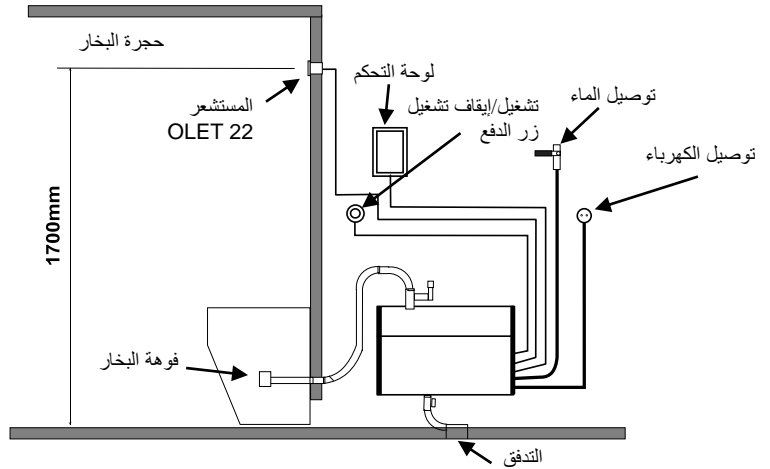 حجرة البخار
لوحة التحكم
توصيل الماء
المستشعر
OLET 22
تشغيل/إيقاف تشغيل
زر الدفع
توصيل الكهرباء
1700mm
فوهة البخار
التدفق